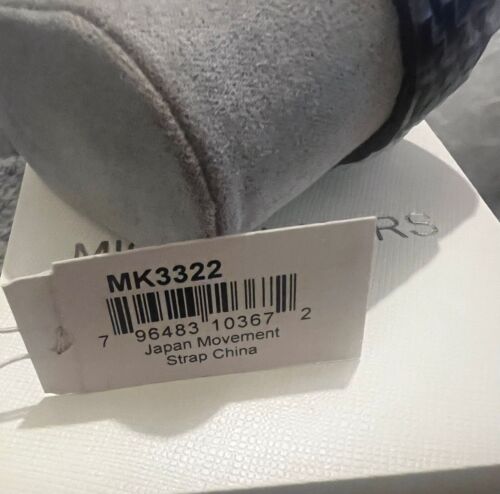 MK3322
7 96483 10367 2
Japan Movement
Strap China